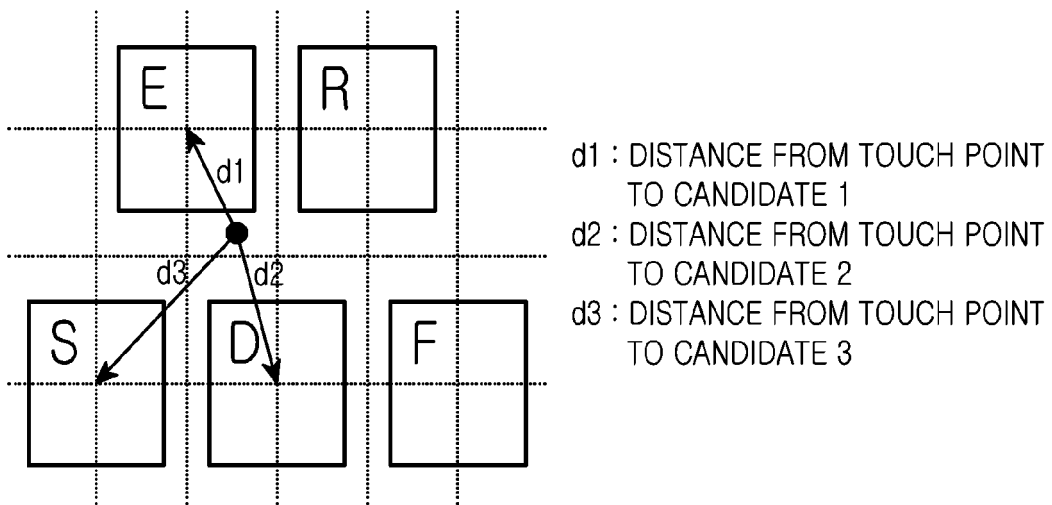 E R
d1
d3 d2
S D F
d1 : DISTANCE FROM TOUCH POINT
TO CANDIDATE 1
d2 : DISTANCE FROM TOUCH POINT
TO CANDIDATE 2
d3 : DISTANCE FROM TOUCH POINT
TO CANDIDATE 3